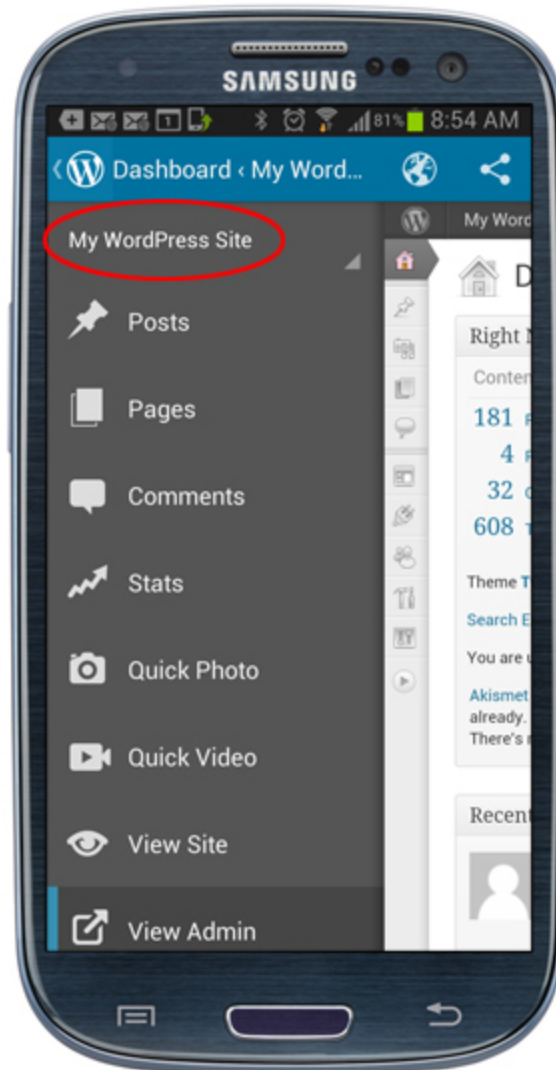 SAMSUNG
1
81%
8:54 AM
Dashboard ‹ My Word...
My WordPress Site
Posts
Pages
Comments
Stats
Quick Photo
Quick Video
View Site
View Admin
My Word
D
Right
Conten
181
4
32
608
Theme T
Search E
You are
Akismet
already.
There's
Recent